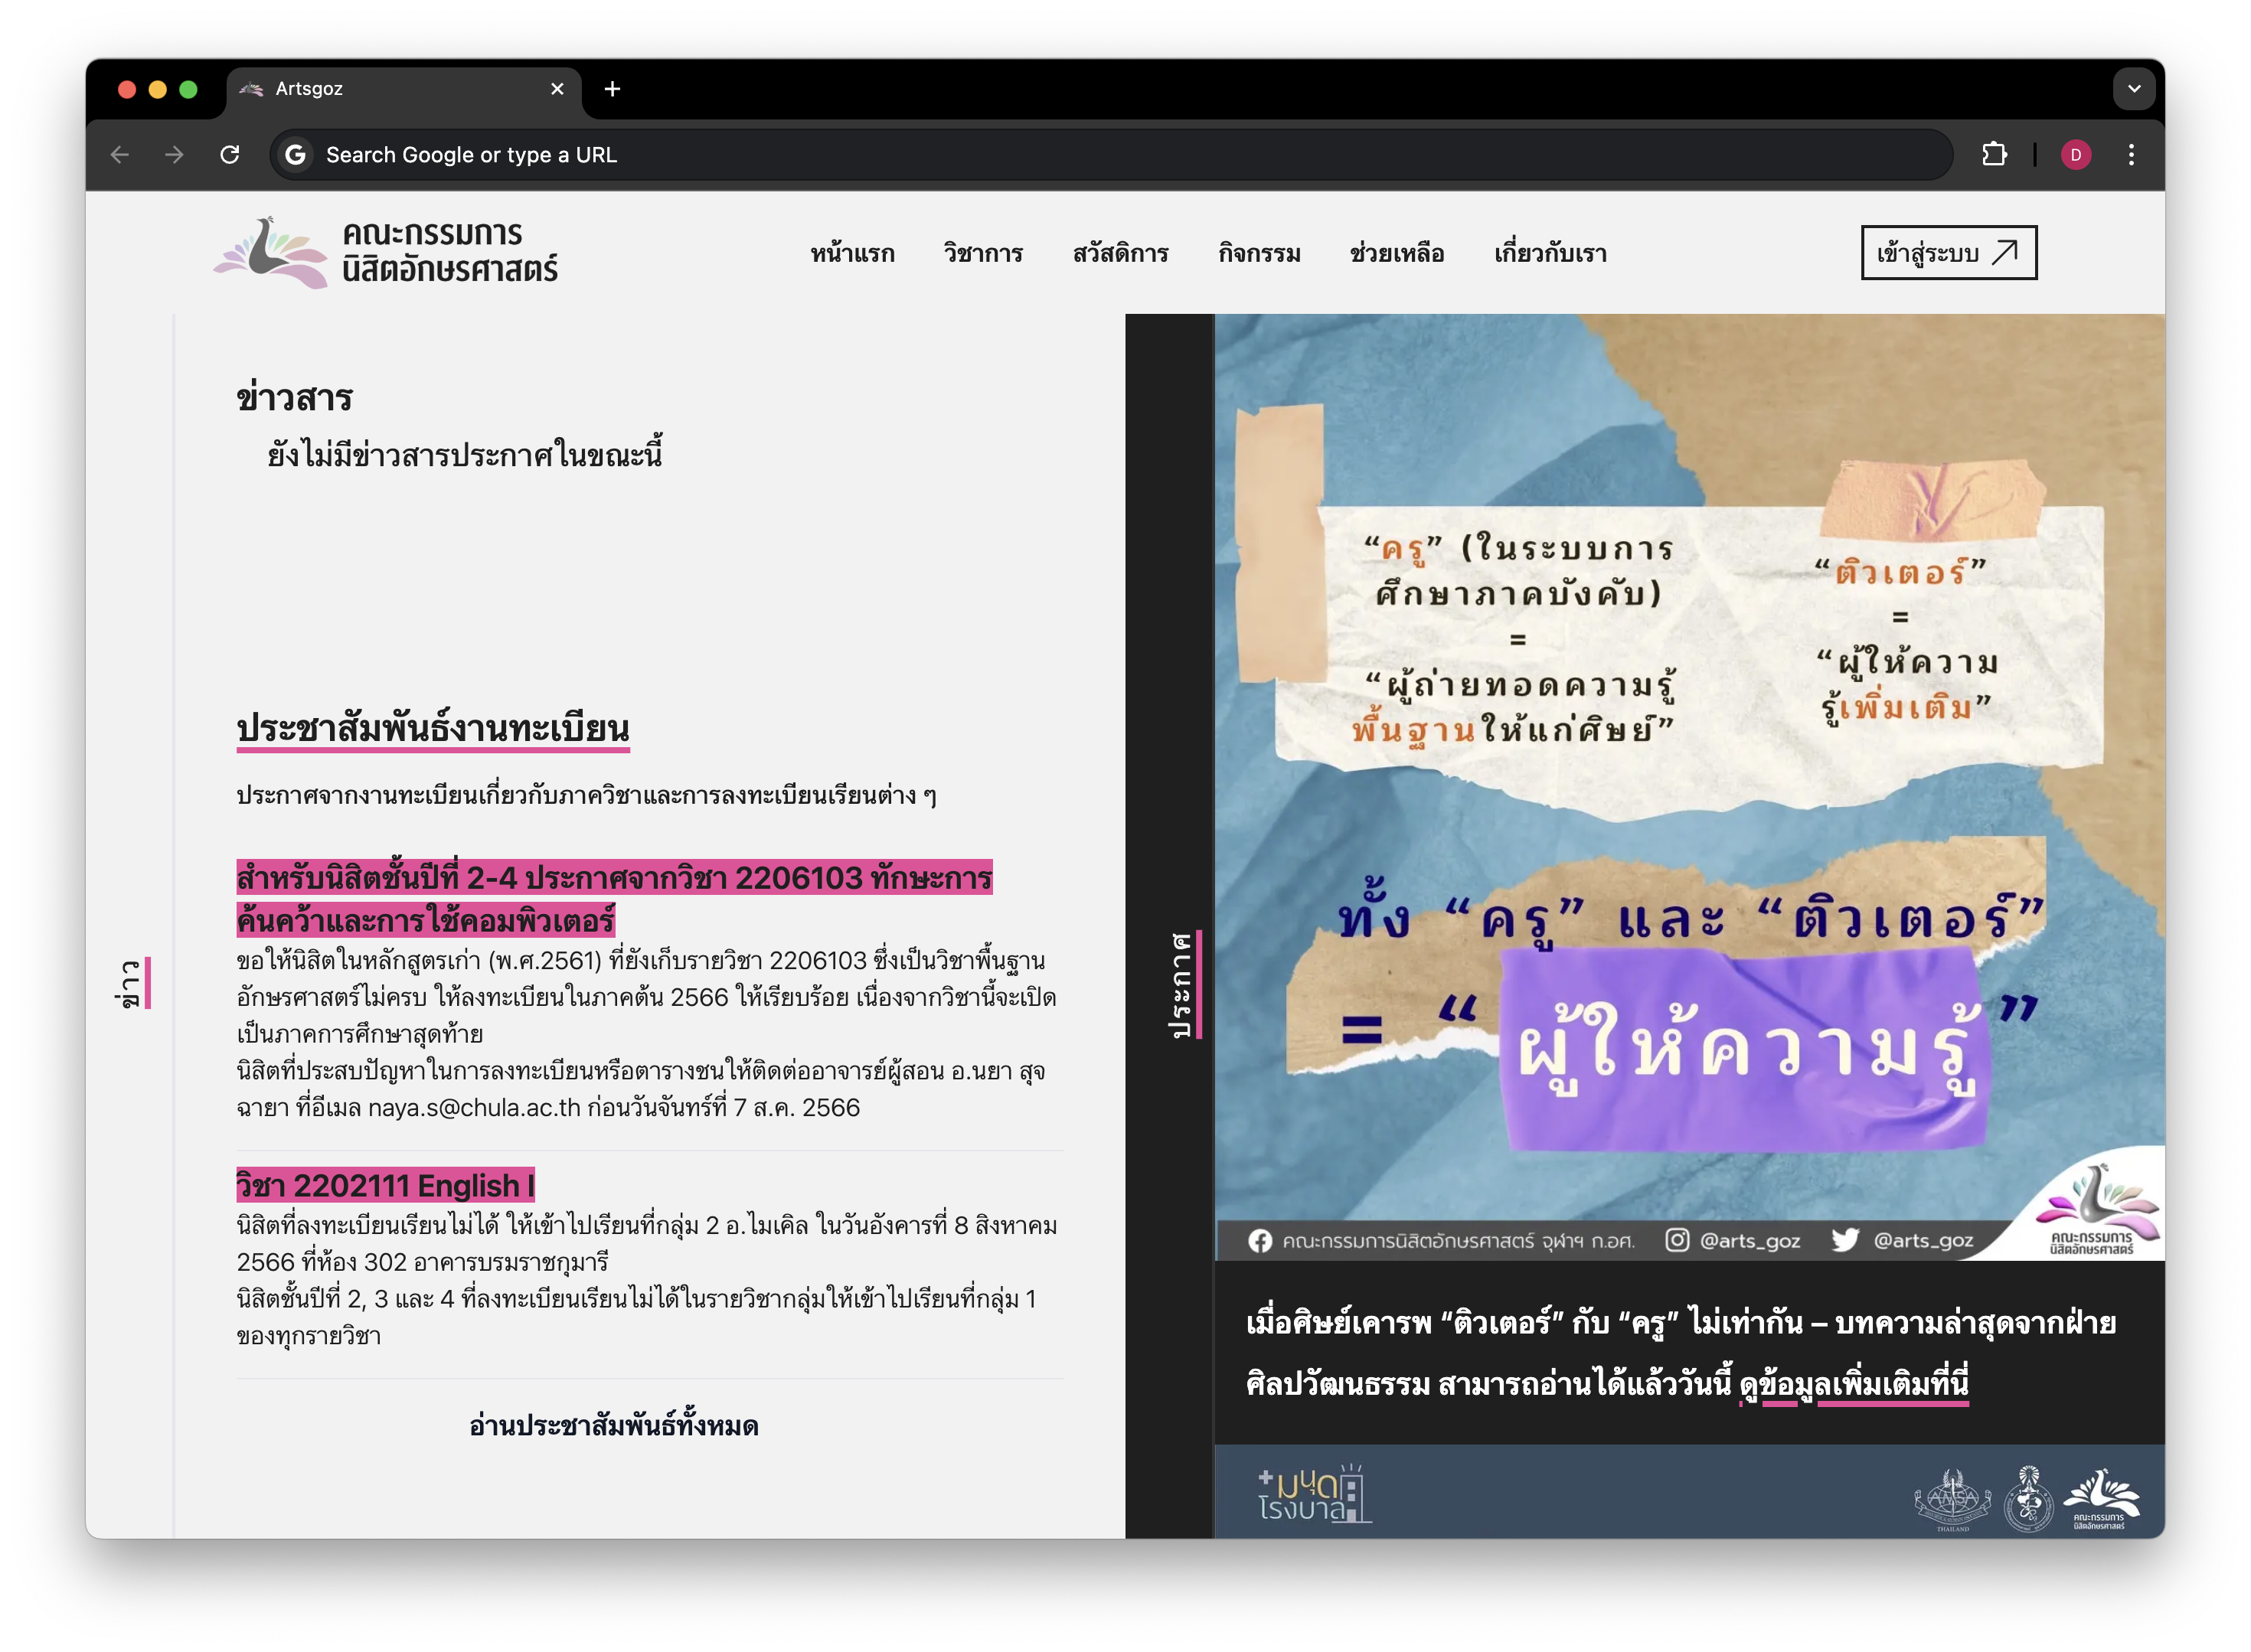 Artsgoz
Search Google or type a URL
D
คณะกรรมการ
นิสิตอักษรศาสตร์
หน้าแรก
วิชาการ
สวัสดิการ
กิจกรรม
ช่วยเหลือ
เกี่ยวกับเรา
เข้าสู่ระบบ
ข่าว
ข่าวสาร
ยังไม่มีข่าวสารประกาศในขณะนี้
ประชาสัมพันธ์งานทะเบียน
ประกาศจากงานทะเบียนเกี่ยวกับภาควิชาและการลงทะเบียนเรียนต่าง ๆ
สำหรับนิสิตชั้นปีที่ 2-4 ประกาศจากวิชา 2206103 ทักษะการ
ค้นคว้าและการใช้คอมพิวเตอร์
ขอให้นิสิตในหลักสูตรเก่า (พ.ศ.2561) ที่ยังเก็บรายวิชา 2206103 ซึ่งเป็นวิชาพื้นฐาน
อักษรศาสตร์ไม่ครบ ให้ลงทะเบียนในภาคต้น 2566 ให้เรียบร้อย เนื่องจากวิชานี้จะเปิด
เป็นภาคการศึกษาสุดท้าย
นิสิตที่ประสบปัญหาในการลงทะเบียนหรือตารางชนให้ติดต่ออาจารย์ผู้สอน อ.นยา สุจ
ฉายา ที่อีเมล naya.s@chula.ac.th ก่อนวันจันทร์ที่ 7 ส.ค. 2566
วิชา 2202111 English I
นิสิตที่ลงทะเบียนเรียนไม่ได้ ให้เข้าไปเรียนที่กลุ่ม 2 อ.ไมเคิล ในวันอังคารที่ 8 สิงหาคม
2566 ที่ห้อง 302 อาคารบรมราชกุมารี
นิสิตชั้นปีที่ 2, 3 และ 4 ที่ลงทะเบียนเรียนไม่ได้ในรายวิชากลุ่มให้เข้าไปเรียนที่กลุ่ม 1
ของทุกรายวิชา
อ่านประชาสัมพันธ์ทั้งหมด
ประกาศ
“ครู” (ในระบบการ
ศึกษาภาคบังคับ)
=
“ผู้ถ่ายทอดความรู้
พื้นฐานให้แก่ศิษย์”
“ติวเตอร์”
=
“ผู้ให้ความ
รู้เพิ่มเติม”
ทั้ง “ครู” และ “ติวเตอร์”
= “ผู้ให้ความรู้”
คณะกรรมการนิสิตอักษรศาสตร์ จุฬาฯ ก.อศ.
@arts_goz
@arts_goz
คณะกรรมการ
นิสิตอักษรศาสตร์
เมื่อศิษย์เคารพ “ติวเตอร์” กับ “ครู” ไม่เท่ากัน – บทความล่าสุดจากฝ่าย
ศิลปวัฒนธรรม สามารถอ่านได้แล้ววันนี้ ดูข้อมูลเพิ่มเติมที่นี่
มนุด
โรงบาล
AMSA
THAILAND
คณะกรรมการ
นิสิตอักษรศาสตร์